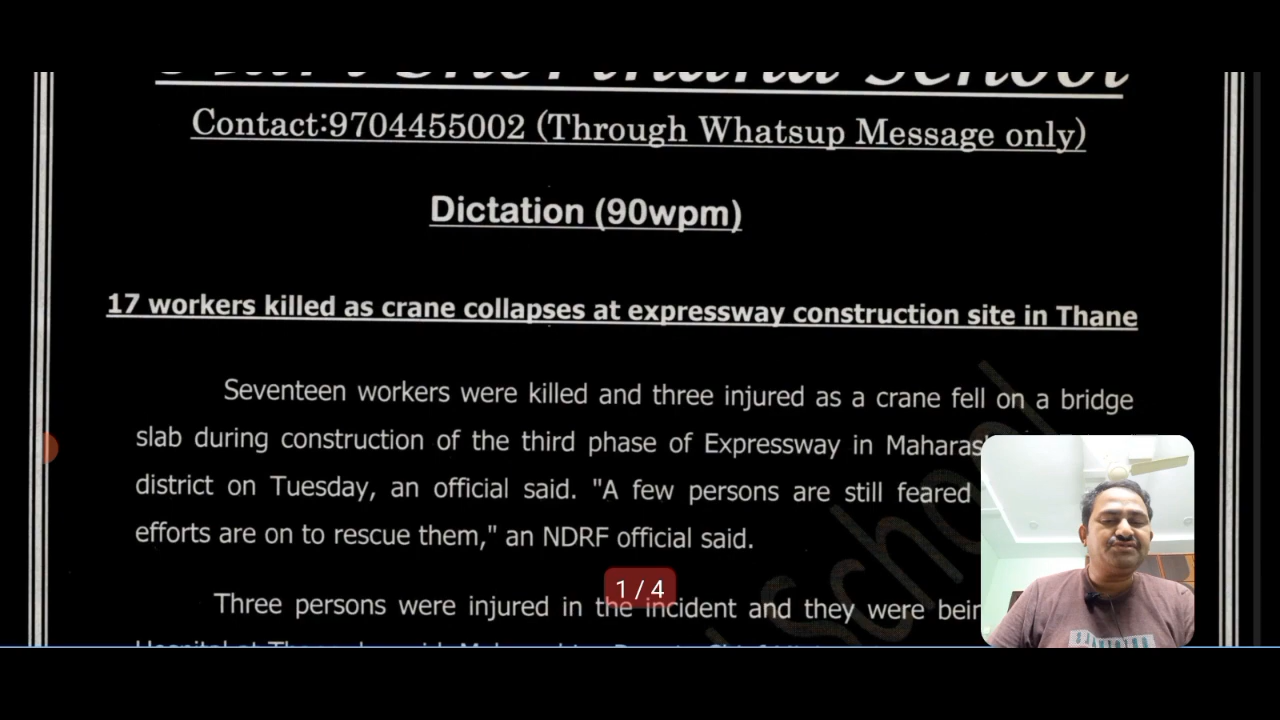 Shorthand School
Contact:9704455002 (Through Whatsup Message only)
Dictation (90wpm)
17 workers killed as crane collapses at expressway construction site in Thane
Seventeen workers were killed and three injured as a crane fell on a bridge
slab during construction of the third phase of Expressway in
district on Tuesday, an official said. "A few persons are still feared
efforts are on to rescue them," an NDRF official said.
1 / 4
Three persons were injured in the incident and they were
School